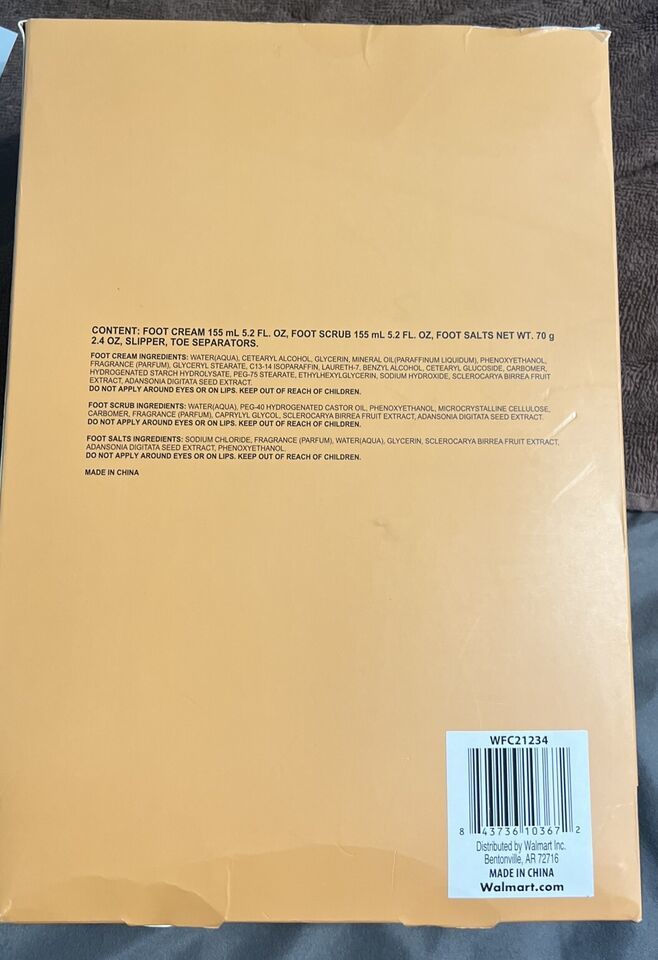 CONTENT: FOOT CREAM 155 mL 5.2 FL. OZ, FOOT SCRUB 155 mL 5.2 FL. OZ, FOOT SALTS NET WT. 70 g
2.4 OZ, SLIPPER, TOE SEPARATORS.
FOOT CREAM INGREDIENTS: WATER(AQUA), CETEARYL ALCOHOL, GLYCERIN, MINERAL OIL(PARAFFINUM LIQUIDUM), PHENOXYETHANOL,
FRAGRANCE (PARFUM), GLYCERYL STEARATE, C13-14 ISOPARAFFIN, LAURETH-7, BENZYL ALCOHOL, CETEARYL GLUCOSIDE, CARBOMER,
HYDROGENATED STARCH HYDROLYSATE, PEG-75 STEARATE, ETHYLHEXYLGLYCERIN, SODIUM HYDROXIDE, SCLEROCARYA BIRREA FRUIT
EXTRACT, ADANSONIA DIGITATA SEED EXTRACT.
DO NOT APPLY AROUND EYES OR ON LIPS. KEEP OUT OF REACH OF CHILDREN.
FOOT SCRUB INGREDIENTS: WATER(AQUA), PEG-40 HYDROGENATED CASTOR OIL, PHENOXYETHANOL, MICROCRYSTALLINE CELLULOSE,
CARBOMER, FRAGRANCE (PARFUM), CAPRYLYL GLYCOL, SCLEROCARYA BIRREA FRUIT EXTRACT, ADANSONIA DIGITATA SEED EXTRACT.
DO NOT APPLY AROUND EYES OR ON LIPS. KEEP OUT OF REACH OF CHILDREN.
FOOT SALTS INGREDIENTS: SODIUM CHLORIDE, FRAGRANCE (PARFUM), WATER(AQUA), GLYCERIN, SCLEROCARYA BIRREA FRUIT EXTRACT,
ADANSONIA DIGITATA SEED EXTRACT, PHENOXYETHANOL.
DO NOT APPLY AROUND EYES OR ON LIPS. KEEP OUT OF REACH OF CHILDREN.
MADE IN CHINA
WFC21234
8 43736 10367 2
Distributed by Walmart Inc.
Bentonville, AR 72716
MADE IN CHINA
Walmart.com